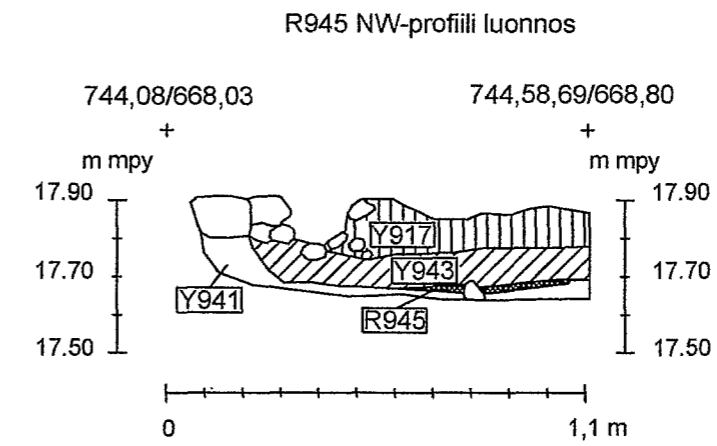 R945 NW-profiili luonnos
744,08/668,03 744,58,69/668,80
+ +
m mpy m mpy
17.90 17.90
Y917
17.70 Y943 17.70
Y941
R945
17.50 17.50
0 1,1 m